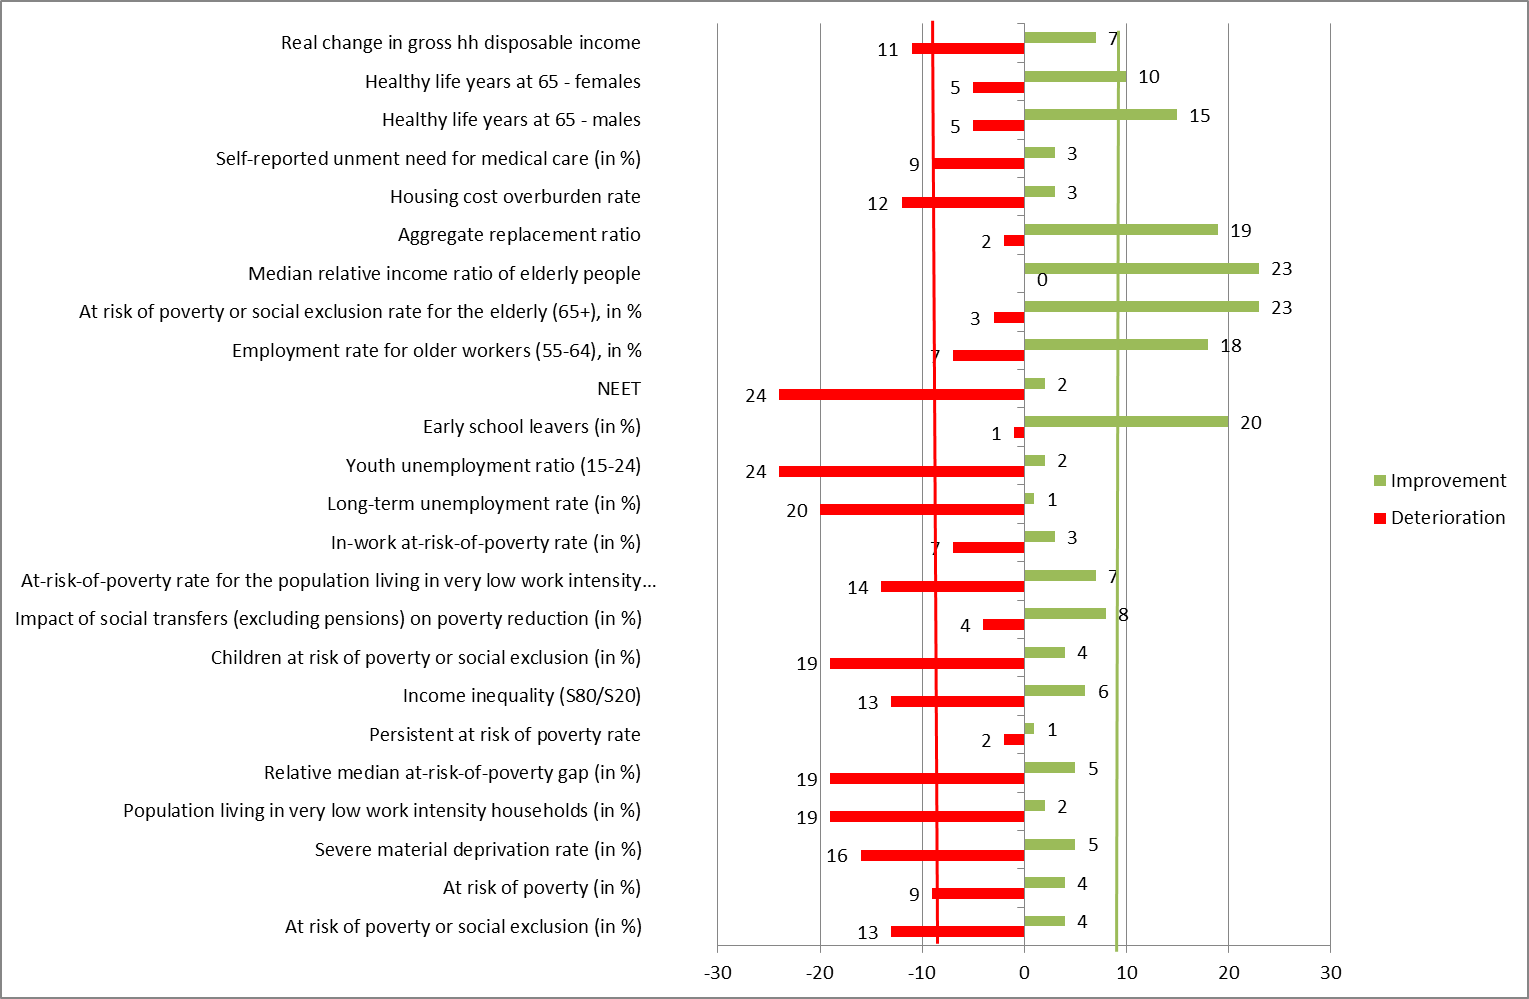 Real change in gross hh disposable income
11
7
Healthy life years at 65 - females
5
10
Healthy life years at 65 - males
5
15
Self-reported unment need for medical care (in %)
9
3
Housing cost overburden rate
12
3
Aggregate replacement ratio
2
19
Median relative income ratio of elderly people
0
23
At risk of poverty or social exclusion rate for the elderly (65+), in %
3
23
Employment rate for older workers (55-64), in %
7
18
NEET
24
2
Early school leavers (in %)
1
20
Youth unemployment ratio (15-24)
24
2
Long-term unemployment rate (in %)
20
1
In-work at-risk-of-poverty rate (in %)
7
3
At-risk-of-poverty rate for the population living in very low work intensity...
14
7
Impact of social transfers (excluding pensions) on poverty reduction (in %)
4
8
Children at risk of poverty or social exclusion (in %)
19
4
Income inequality (S80/S20)
13
6
Persistent at risk of poverty rate
2
1
Relative median at-risk-of-poverty gap (in %)
19
5
Population living in very low work intensity households (in %)
19
2
Severe material deprivation rate (in %)
16
5
At risk of poverty (in %)
9
4
At risk of poverty or social exclusion (in %)
13
4
-30 -20 -10 0 10 20 30
Improvement
Deterioration